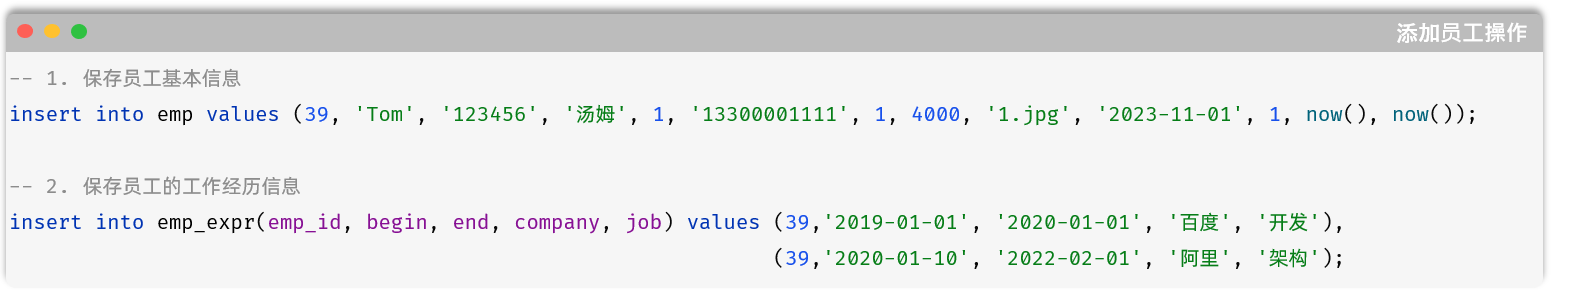 添加员工操作
-- 1. 保存员工基本信息
insert into emp values (39, 'Tom', '123456', '汤姆', 1, '13300001111', 1, 4000, '1.jpg', '2023-11-01', 1, now(), now());
-- 2. 保存员工的工作经历信息
insert into emp_expr(emp_id, begin, end, company, job) values (39,'2019-01-01', '2020-01-01', '百度', '开发'),
(39,'2020-01-10', '2022-02-01', '阿里', '架构');